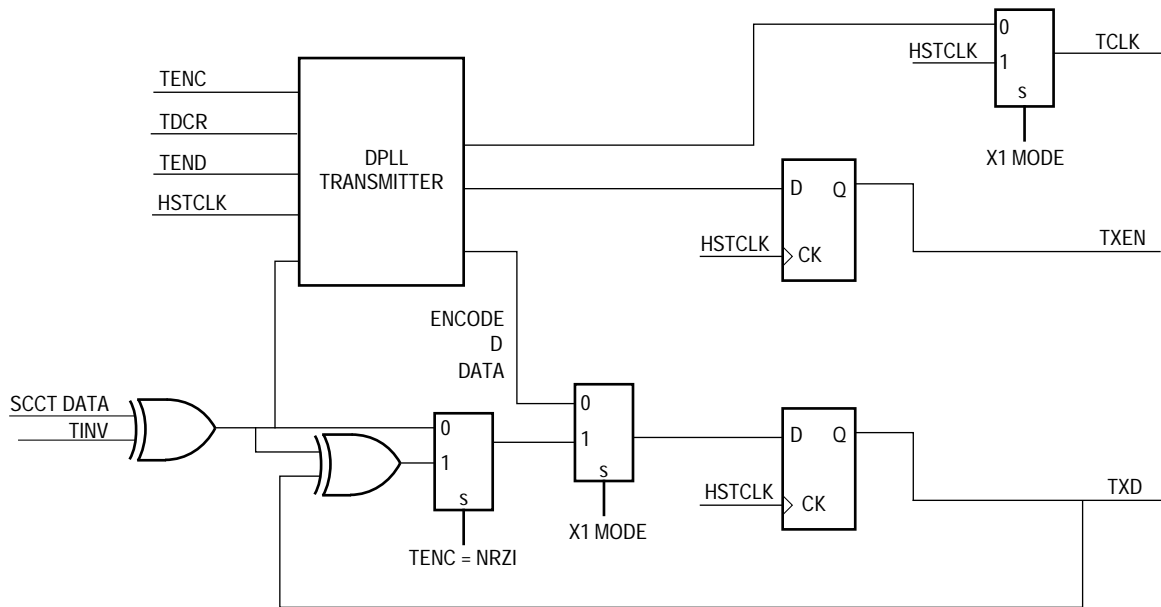 0
HSTCLK
1
TCLK
s
X1 MODE
TENC
TDCR
TEND
HSTCLK
DPLL
TRANSMITTER
D
Q
HSTCLK
CK
TXEN
ENCODE
D
DATA
SCCT DATA
TINV
0
1
s
TENC = NRZI
0
1
s
X1 MODE
D
Q
HSTCLK
CK
TXD